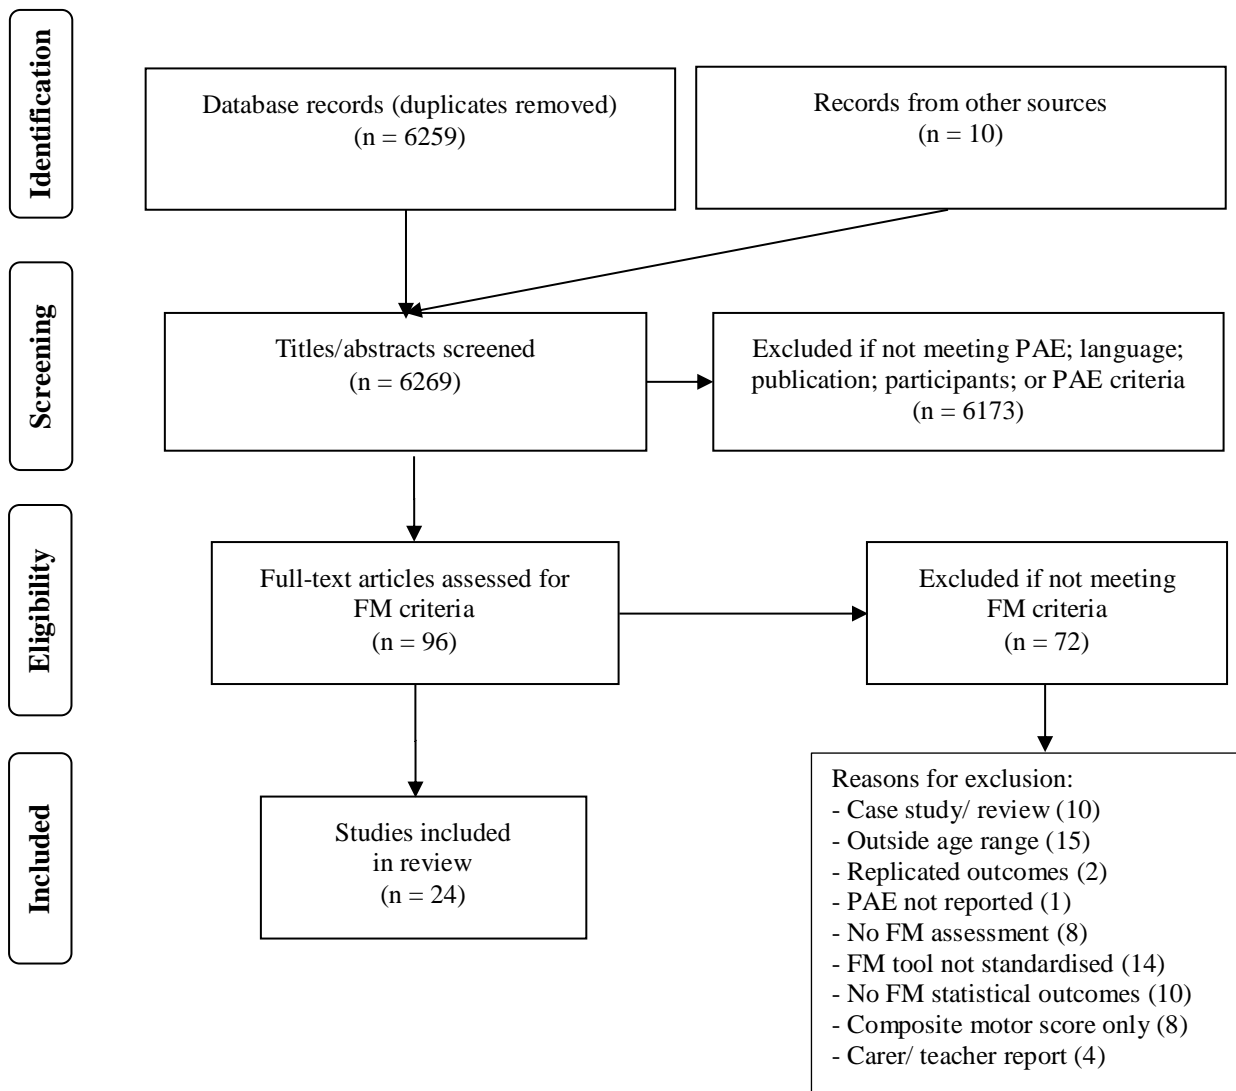 Identification
Database records (duplicates removed)
(n = 6259)
Records from other sources
(n = 10)
Screening
Titles/abstracts screened
(n = 6269)
Excluded if not meeting PAE; language;
publication; participants; or PAE criteria
(n = 6173)
Eligibility
Full-text articles assessed for
FM criteria
(n = 96)
Excluded if not meeting
FM criteria
(n = 72)
Included
Studies included
in review
(n = 24)
Reasons for exclusion:
- Case study/ review (10)
- Outside age range (15)
- Replicated outcomes (2)
- PAE not reported (1)
- No FM assessment (8)
- FM tool not standardised (14)
- No FM statistical outcomes (10)
- Composite motor score only (8)
- Carer/ teacher report (4)